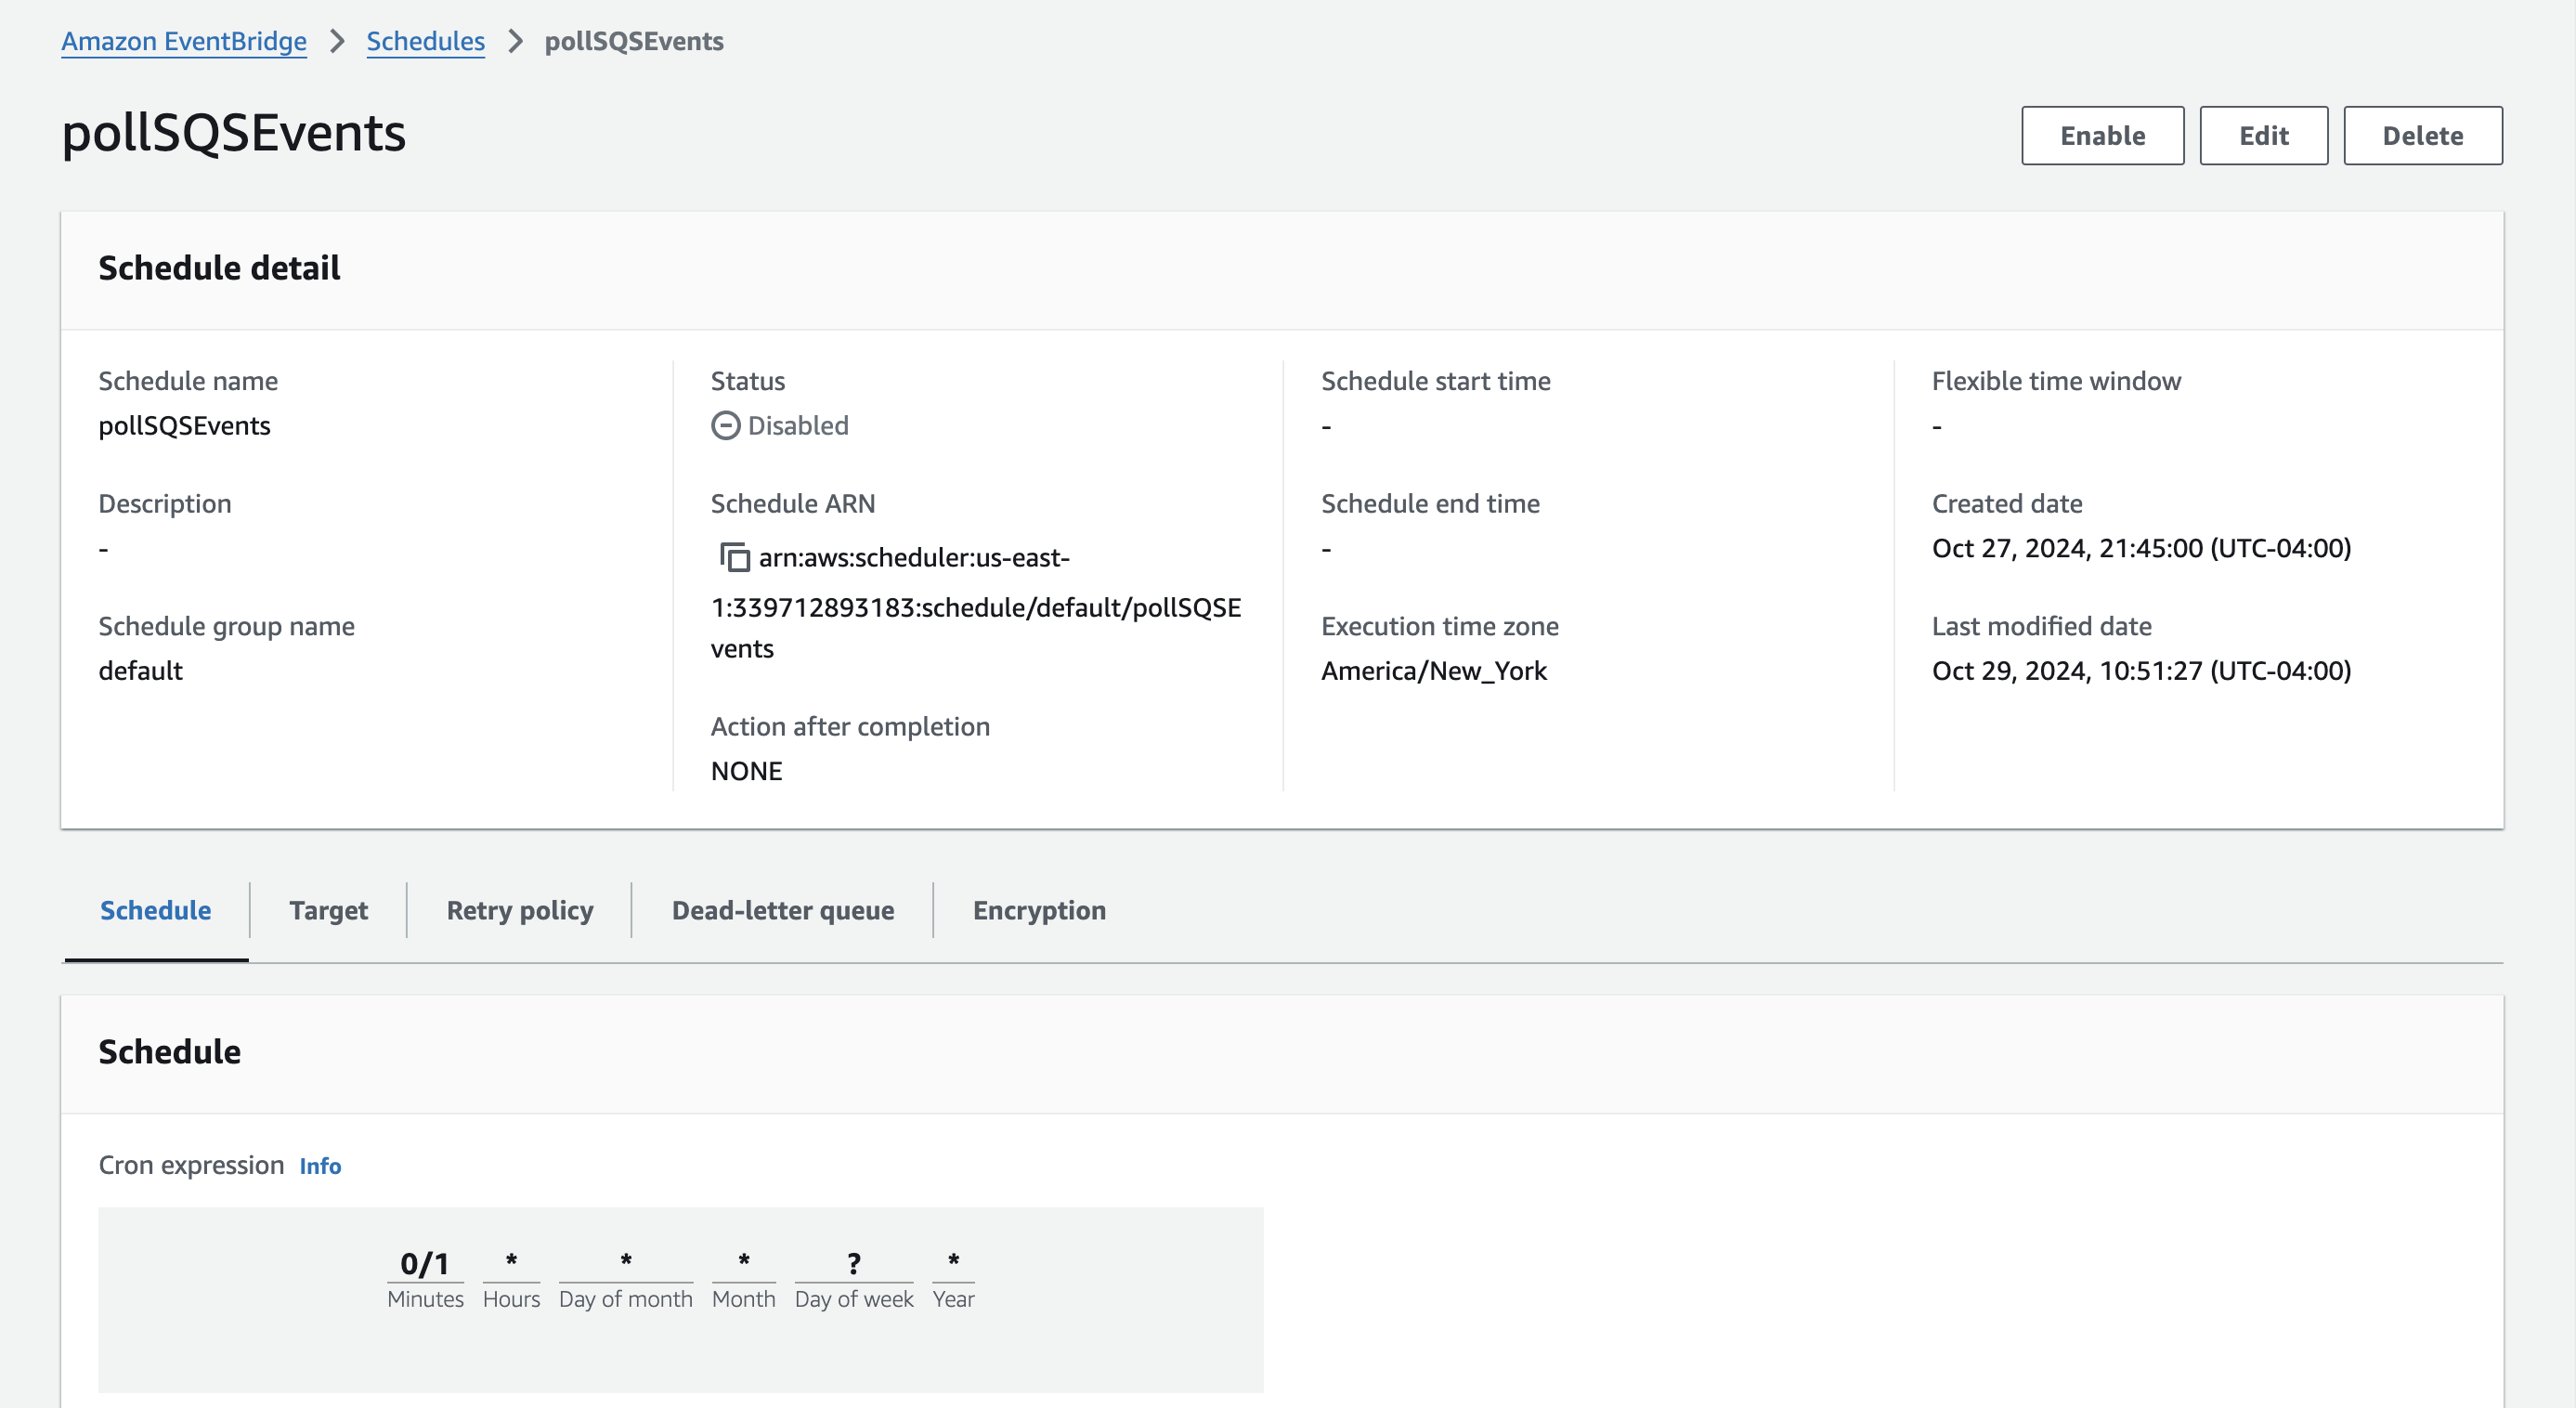 Amazon EventBridge > Schedules > pollSQSEvents
pollSQSEvents
Enable Edit Delete
Schedule detail
Schedule name
pollSQSEvents
Description
-
Schedule group name
default
Status
Disabled
Schedule ARN
arn:aws:scheduler:us-east-
1:339712893183:schedule/default/pollSQSE
vents
Action after completion
NONE
Schedule start time
-
Schedule end time
-
Execution time zone
America/New_York
Flexible time window
-
Created date
Oct 27, 2024, 21:45:00 (UTC-04:00)
Last modified date
Oct 29, 2024, 10:51:27 (UTC-04:00)
Schedule Target Retry policy Dead-letter queue Encryption
Schedule
Cron expression Info
0/1 * * * ? *
Minutes Hours Day of month Month Day of week Year